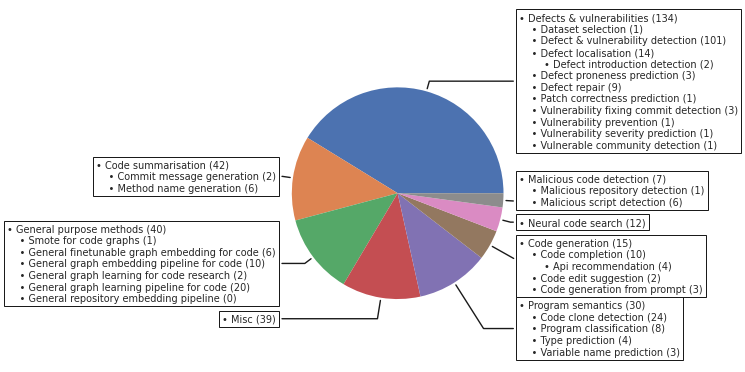 • Defects & vulnerabilities (134)
• Dataset selection (1)
• Defect & vulnerability detection (101)
• Defect localisation (14)
• Defect introduction detection (2)
• Defect proneness prediction (3)
• Defect repair (9)
• Patch correctness prediction (1)
• Vulnerability fixing commit detection (3)
• Vulnerability prevention (1)
• Vulnerability severity prediction (1)
• Vulnerable community detection (1)
• Code summarisation (42)
• Commit message generation (2)
• Method name generation (6)
• General purpose methods (40)
• Smote for code graphs (1)
• General finetunable graph embedding for code (6)
• General graph embedding pipeline for code (10)
• General graph learning for code research (2)
• General graph learning pipeline for code (20)
• General repository embedding pipeline (0)
• Misc (39)
• Malicious code detection (7)
• Malicious repository detection (1)
• Malicious script detection (6)
• Neural code search (12)
• Code generation (15)
• Code completion (10)
• Api recommendation (4)
• Code edit suggestion (2)
• Code generation from prompt (3)
• Program semantics (30)
• Code clone detection (24)
• Program classification (8)
• Type prediction (4)
• Variable name prediction (3)